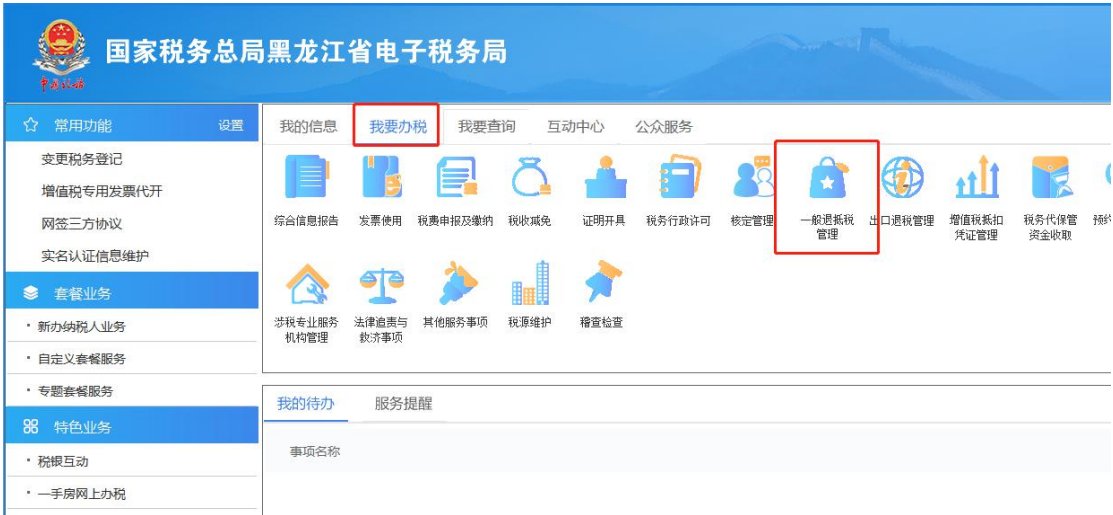 国家税务总局黑龙江省电子税务局
常用功能 设置
变更税务登记
增值税专用发票代开
网签三方协议
实名认证信息维护
套餐业务
· 新办纳税人业务
· 自定义套餐服务
· 专题套餐服务
特色业务
· 税银互动
· 一手房网上办税
我的信息 我要办税 我要查询 互动中心 公众服务
综合信息报告 发票使用 税费申报及缴纳 税收减免 证明开具 税务行政许可 核定管理 一般退抵税 出口退税管理 增值税抵扣 税务代保管 预约
管理 凭证管理 资金收取
涉税专业服务 法律追责与 其他服务事项 税源维护 稽查检查
机构管理 救济事项
我的待办 服务提醒
事项名称